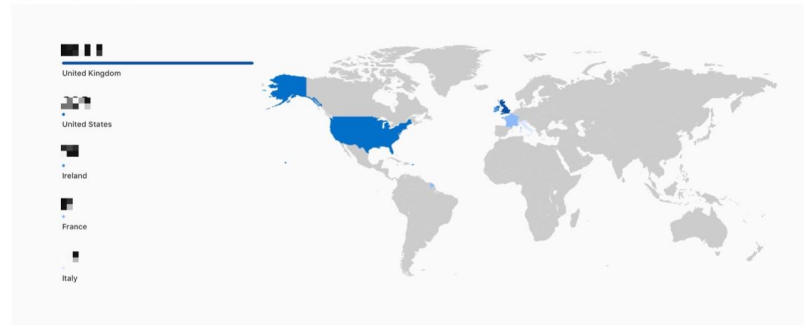 United Kingdom
United States
Ireland
France
Italy